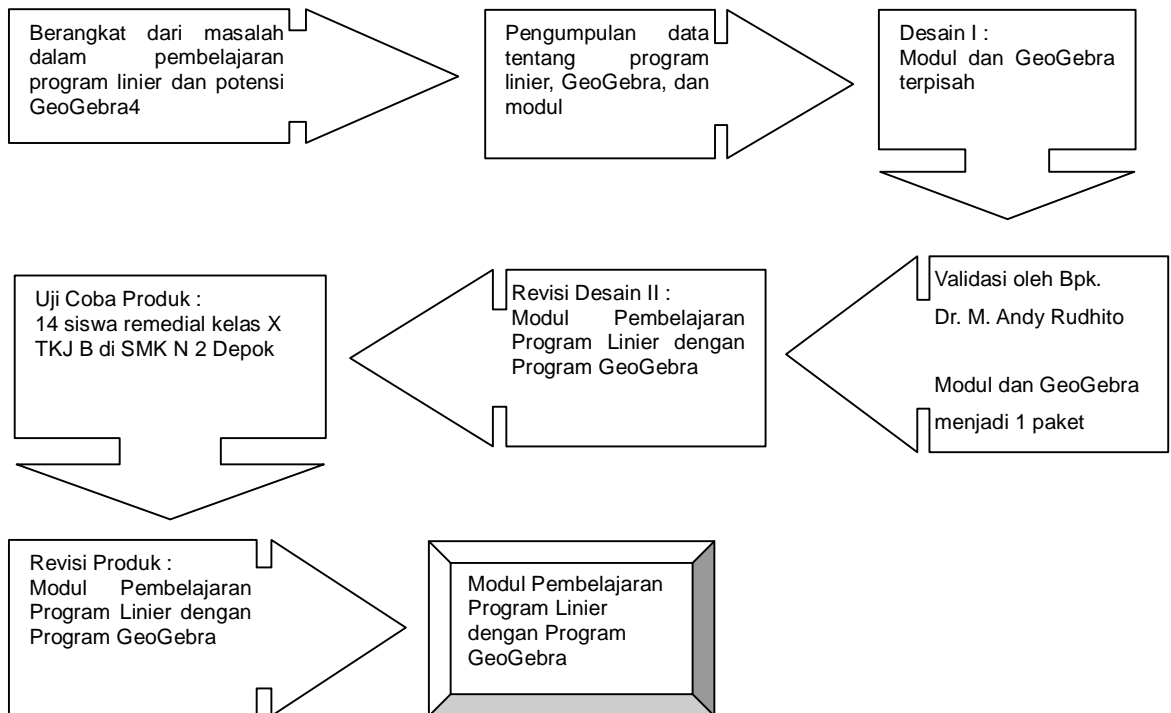 Berangkat dari masalah
dalam pembelajaran
program linier dan potensi
GeoGebra4
Pengumpulan data
tentang program
linier, GeoGebra, dan
modul
Desain I :
Modul dan GeoGebra
terpisah
Validasi oleh Bpk.
Dr. M. Andy Rudhito
Modul dan GeoGebra
menjadi 1 paket
Revisi Desain II :
Modul Pembelajaran
Program Linier dengan
Program GeoGebra
Uji Coba Produk :
14 siswa remedial kelas X
TKJ B di SMK N 2 Depok
Revisi Produk :
Modul Pembelajaran
Program Linier dengan
Program GeoGebra
Modul Pembelajaran
Program Linier
dengan Program
GeoGebra